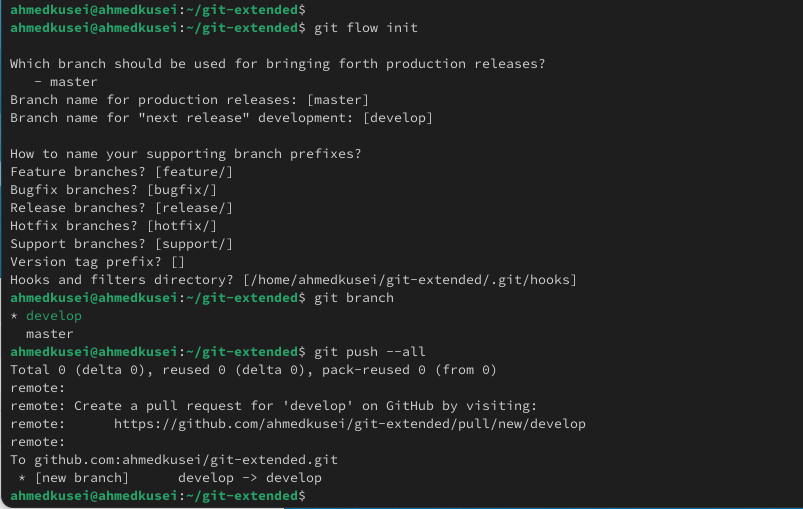 ahmedkusei@ahmedkusei:~/git-extended$
ahmedkusei@ahmedkusei:~/git-extended$ git flow init
Which branch should be used for bringing forth production releases?
   - master
Branch name for production releases: [master]
Branch name for "next release" development: [develop]
How to name your supporting branch prefixes?
Feature branches? [feature/]
Bugfix branches? [bugfix/]
Release branches? [release/]
Hotfix branches? [hotfix/]
Support branches? [support/]
Version tag prefix? []
Hooks and filters directory? [/home/ahmedkusei/git-extended/.git/hooks]
ahmedkusei@ahmedkusei:~/git-extended$ git branch
* develop
  master
ahmedkusei@ahmedkusei:~/git-extended$ git push --all
Total 0 (delta 0), reused 0 (delta 0), pack-reused 0 (from 0)
remote:
remote: Create a pull request for 'develop' on GitHub by visiting:
remote:      https://github.com/ahmedkusei/git-extended/pull/new/develop
remote:
To github.com:ahmedkusei/git-extended.git
 * [new branch]      develop -> develop
ahmedkusei@ahmedkusei:~/git-extended$